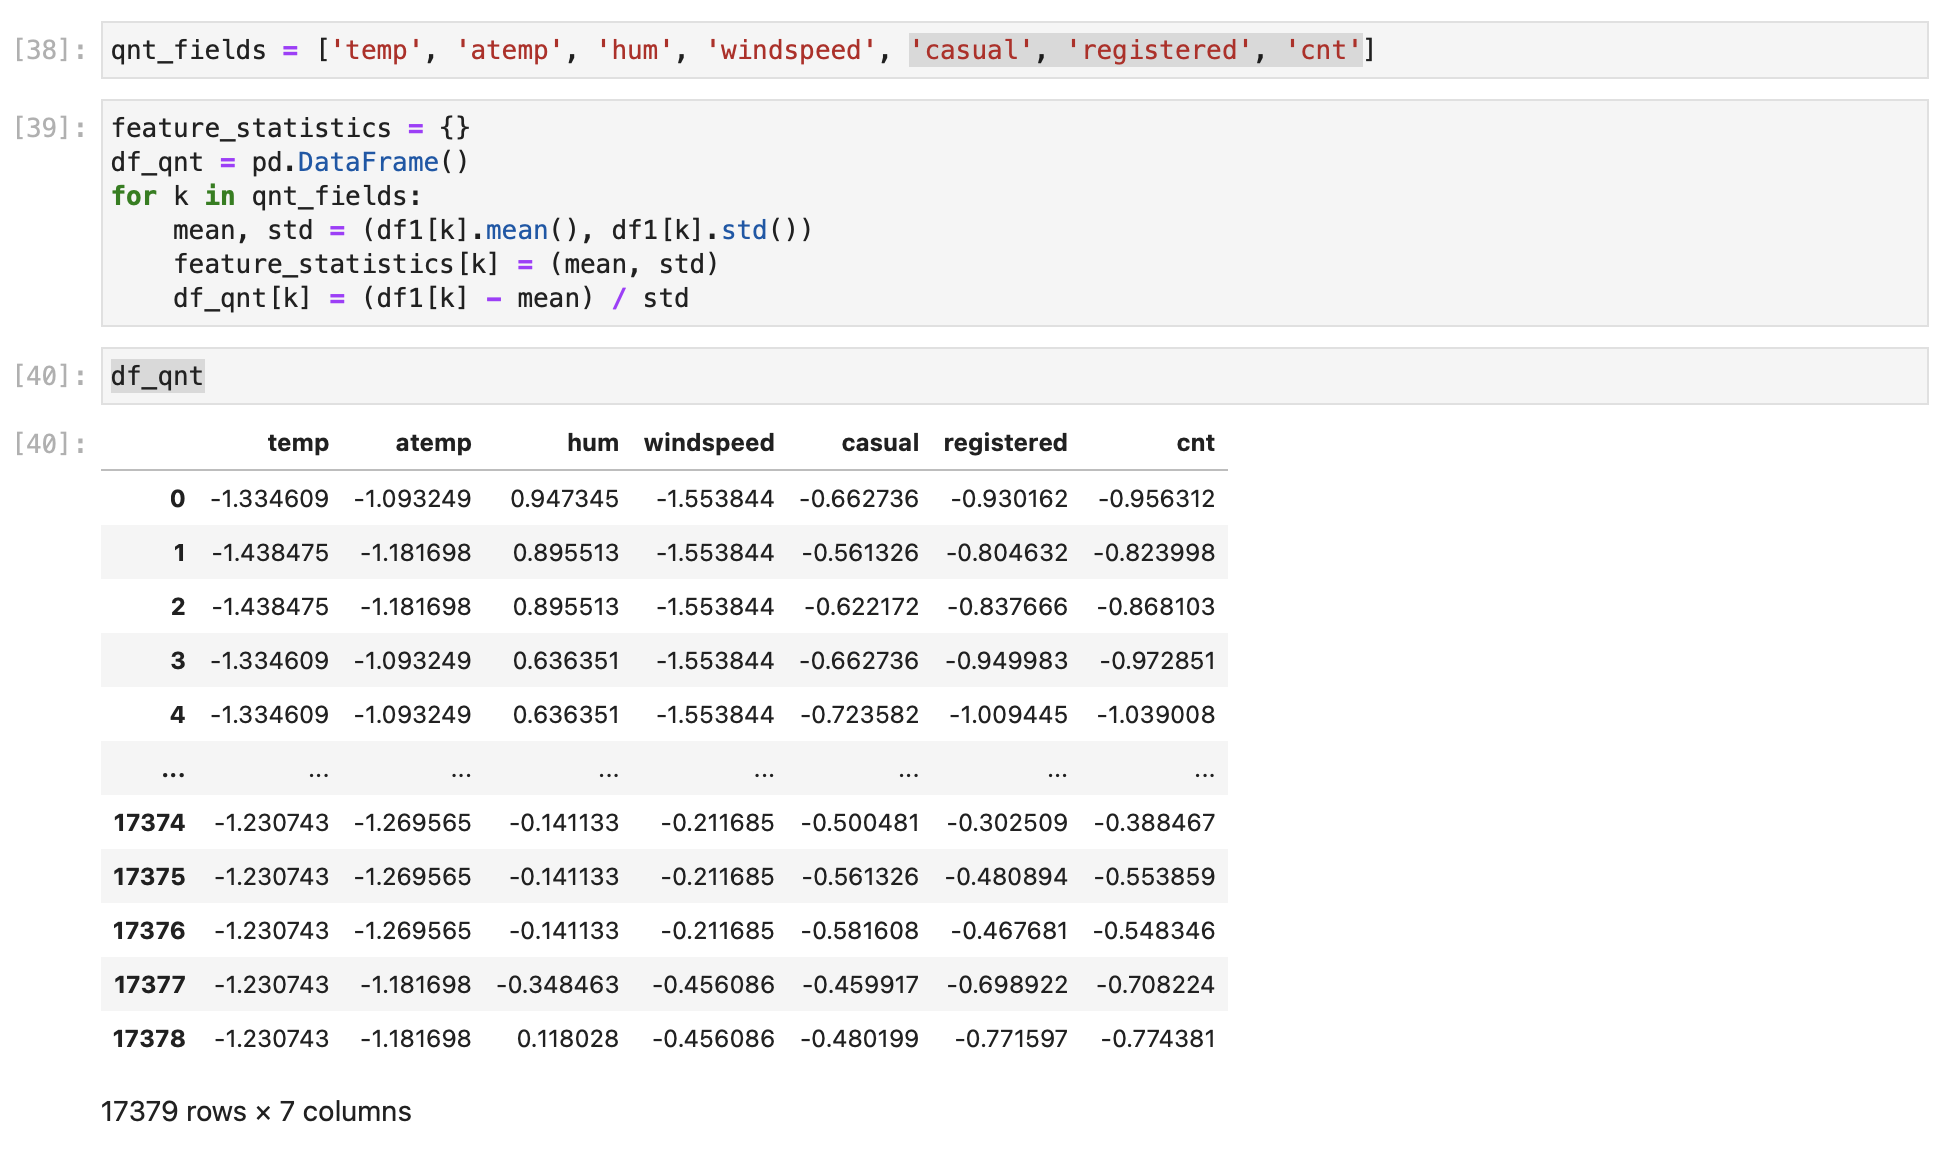 [38]: qnt_fields = ['temp', 'atemp', 'hum', 'windspeed', 'casual', 'registered', 'cnt']
[39]: feature_statistics = {}
df_qnt = pd.DataFrame()
for k in qnt_fields:
    mean, std = (df1[k].mean(), df1[k].std())
    feature_statistics[k] = (mean, std)
    df_qnt[k] = (df1[k] - mean) / std
[40]: df_qnt
[40]: temp atemp hum windspeed casual registered cnt
0 -1.334609 -1.093249 0.947345 -1.553844 -0.662736 -0.930162 -0.956312
1 -1.438475 -1.181698 0.895513 -1.553844 -0.561326 -0.804632 -0.823998
2 -1.438475 -1.181698 0.895513 -1.553844 -0.622172 -0.837666 -0.868103
3 -1.334609 -1.093249 0.636351 -1.553844 -0.662736 -0.949983 -0.972851
4 -1.334609 -1.093249 0.636351 -1.553844 -0.723582 -1.009445 -1.039008
... ... ... ... ... ... ... ...
17374 -1.230743 -1.269565 -0.141133 -0.211685 -0.500481 -0.302509 -0.388467
17375 -1.230743 -1.269565 -0.141133 -0.211685 -0.561326 -0.480894 -0.553859
17376 -1.230743 -1.269565 -0.141133 -0.211685 -0.581608 -0.467681 -0.548346
17377 -1.230743 -1.181698 -0.348463 -0.456086 -0.459917 -0.698922 -0.708224
17378 -1.230743 -1.181698 0.118028 -0.456086 -0.480199 -0.771597 -0.774381
17379 rows × 7 columns